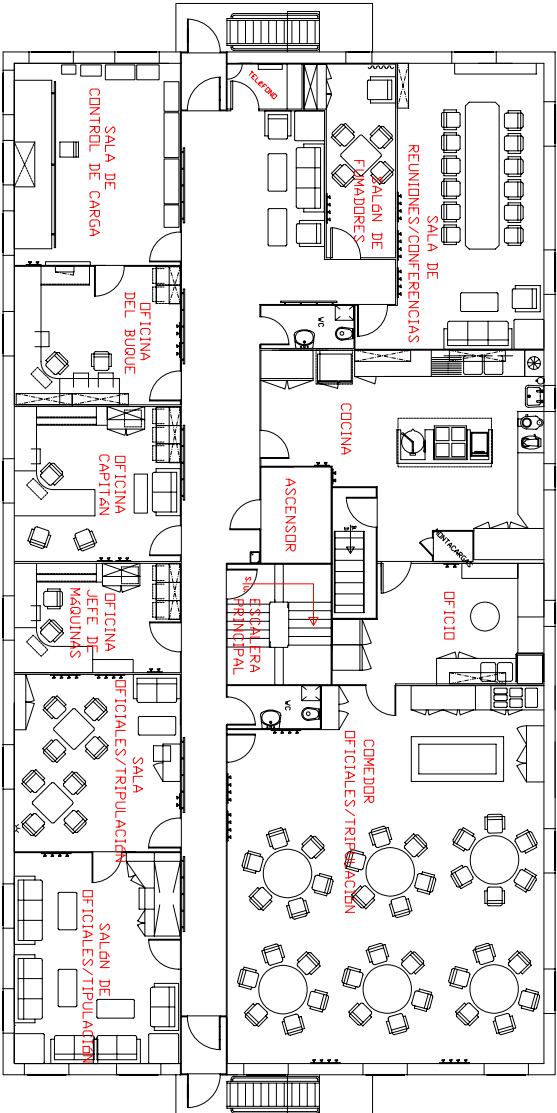 TELéFONO
SALA DE
CONTROL DE CARGA
SALóN DE
FUMADORES
SALA DE
REUNIONES/CONFERENCIAS
OFICINA
DEL BUQUE
WC
COCINA
OFICINA
CAPITÁN
ASCENSOR
MONTACARGAS
OFICINA
JEFE DE
MáQUINAS
ESCALERA
PRINCIPAL
OFICIO
SALA
OFICIALES/TRIPULACIÓN
WC
COMEDOR
OFICIALES/TRIPULACIóN
SALóN DE
OFICIALES/TIPULACIóN